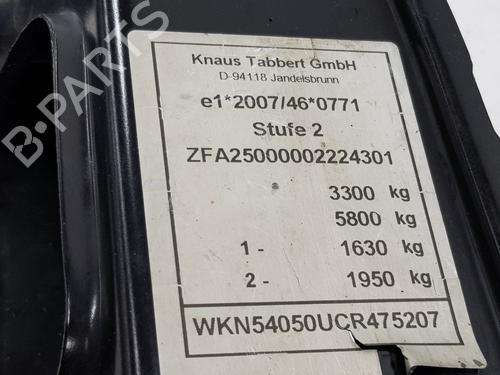 Knaus Tabbert GmbH
D-94118 Jandelsbrunn
e1*2007/46*0771
Stufe 2
ZFA25000002224301
3300 kg
5800 kg
1 - 1630 kg
2 - 1950 kg
WKN54050UCR475207
B-PARTS